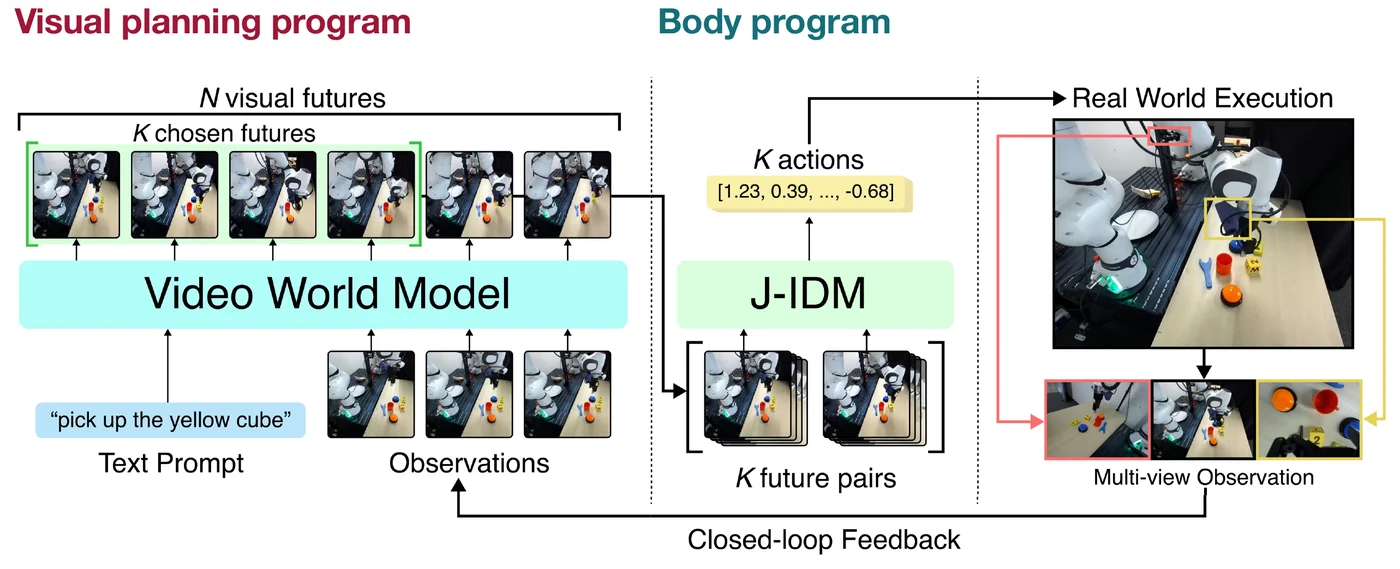 Visual planning program
Body program
N visual futures
K chosen futures
Video World Model
"pick up the yellow cube"
Text Prompt
Observations
K actions
[1.23, 0.39, ..., -0.68]
J-IDM
K future pairs
Real World Execution
2
2
Multi-view Observation
Closed-loop Feedback